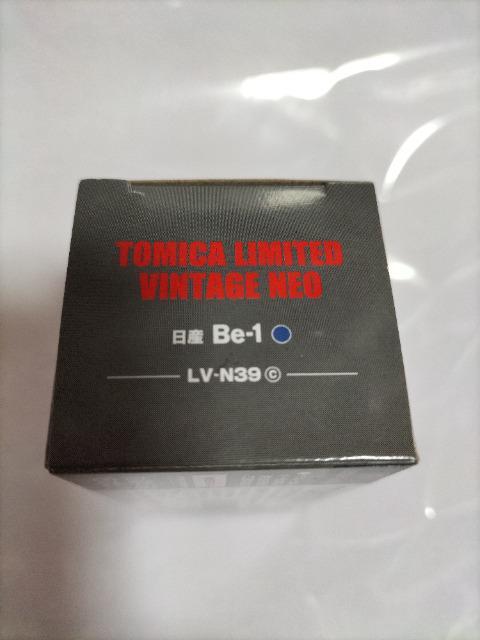 TOMICA LIMITED
VINTAGE NEO
日産 Be-1
LV-N39 ⓒ